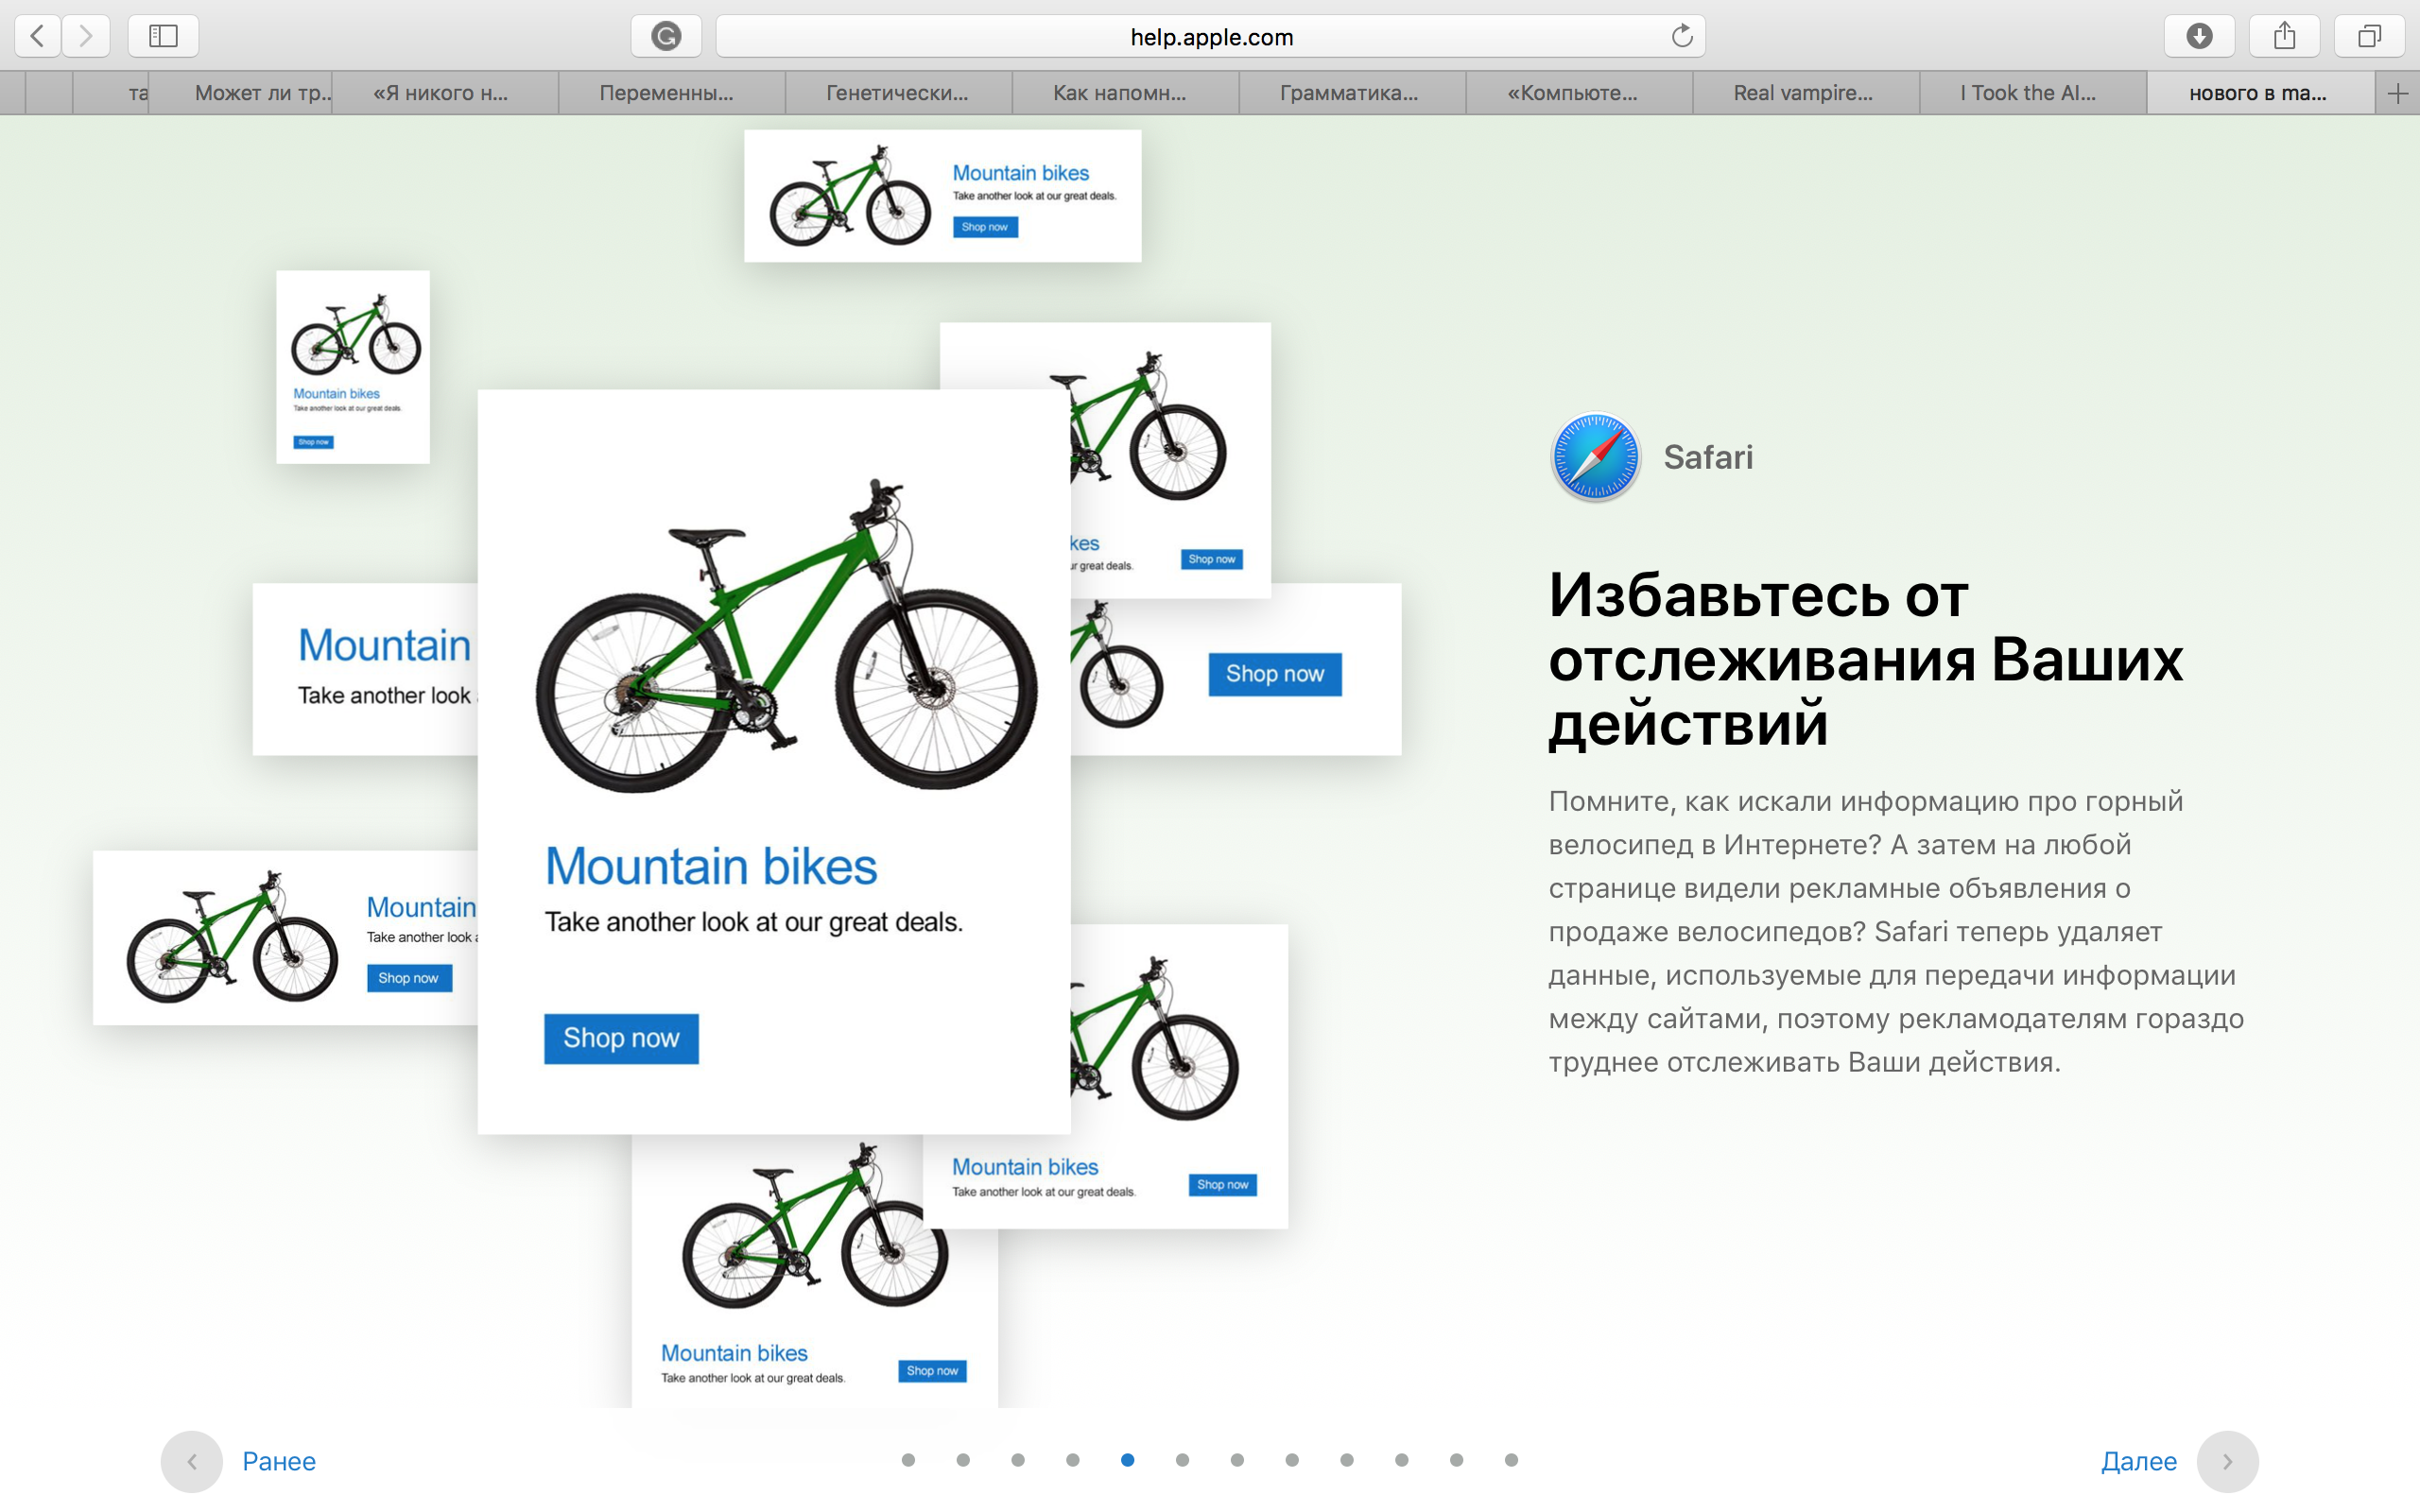 help.apple.com
та
Может ли тр...
«Я никого н...
Переменны...
Генетически...
Как напомн...
Грамматика...
«Компьюте...
Real vampire...
I Took the AI...
нового в ma...
Mountain bikes
Take another look at our great deals.
Shop now
Mountain bikes
Take another look at our great deals.
Shop now
kes
ur great deals.
Shop now
Mountain
Take another look
Shop now
Mountain
Take another look
Shop now
Mountain bikes
Take another look at our great deals.
Shop now
Mountain bikes
Take another look at our great deals.
Shop now
Mountain bikes
Take another look at our great deals.
Shop now
Safari
Избавьтесь от
отслеживания Ваших
действий
Помните, как искали информацию про горный
велосипед в Интернете? А затем на любой
странице видели рекламные объявления о
продаже велосипедов? Safari теперь удаляет
данные, используемые для передачи информации
между сайтами, поэтому рекламодателям гораздо
труднее отслеживать Ваши действия.
Ранее
Далее